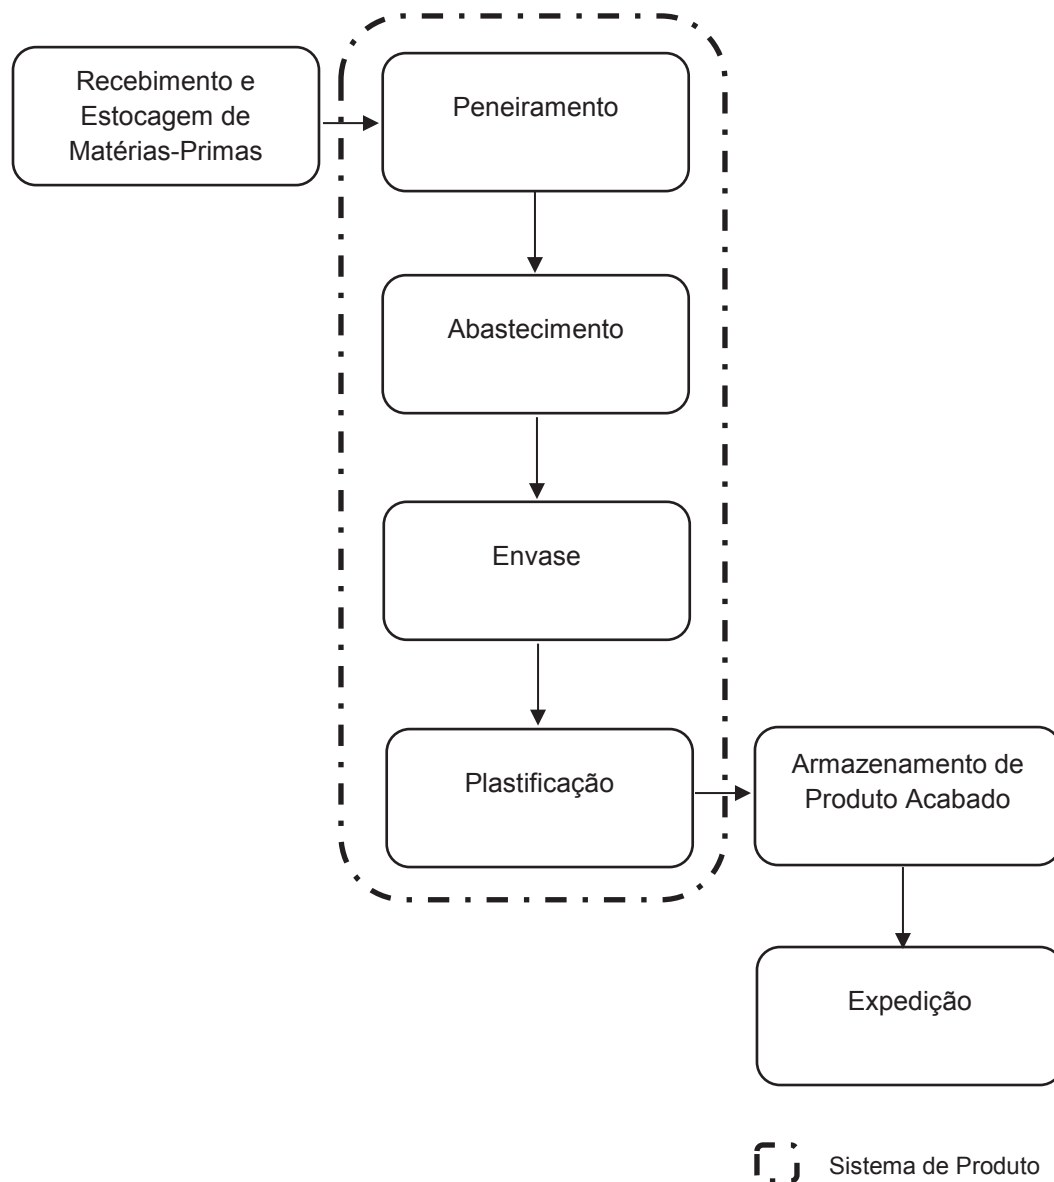 Recebimento e
Estocagem de
Matérias-Primas
Peneiramento
Abastecimento
Envase
Plastificação
Armazenamento de
Produto Acabado
Expedição
Sistema de Produto